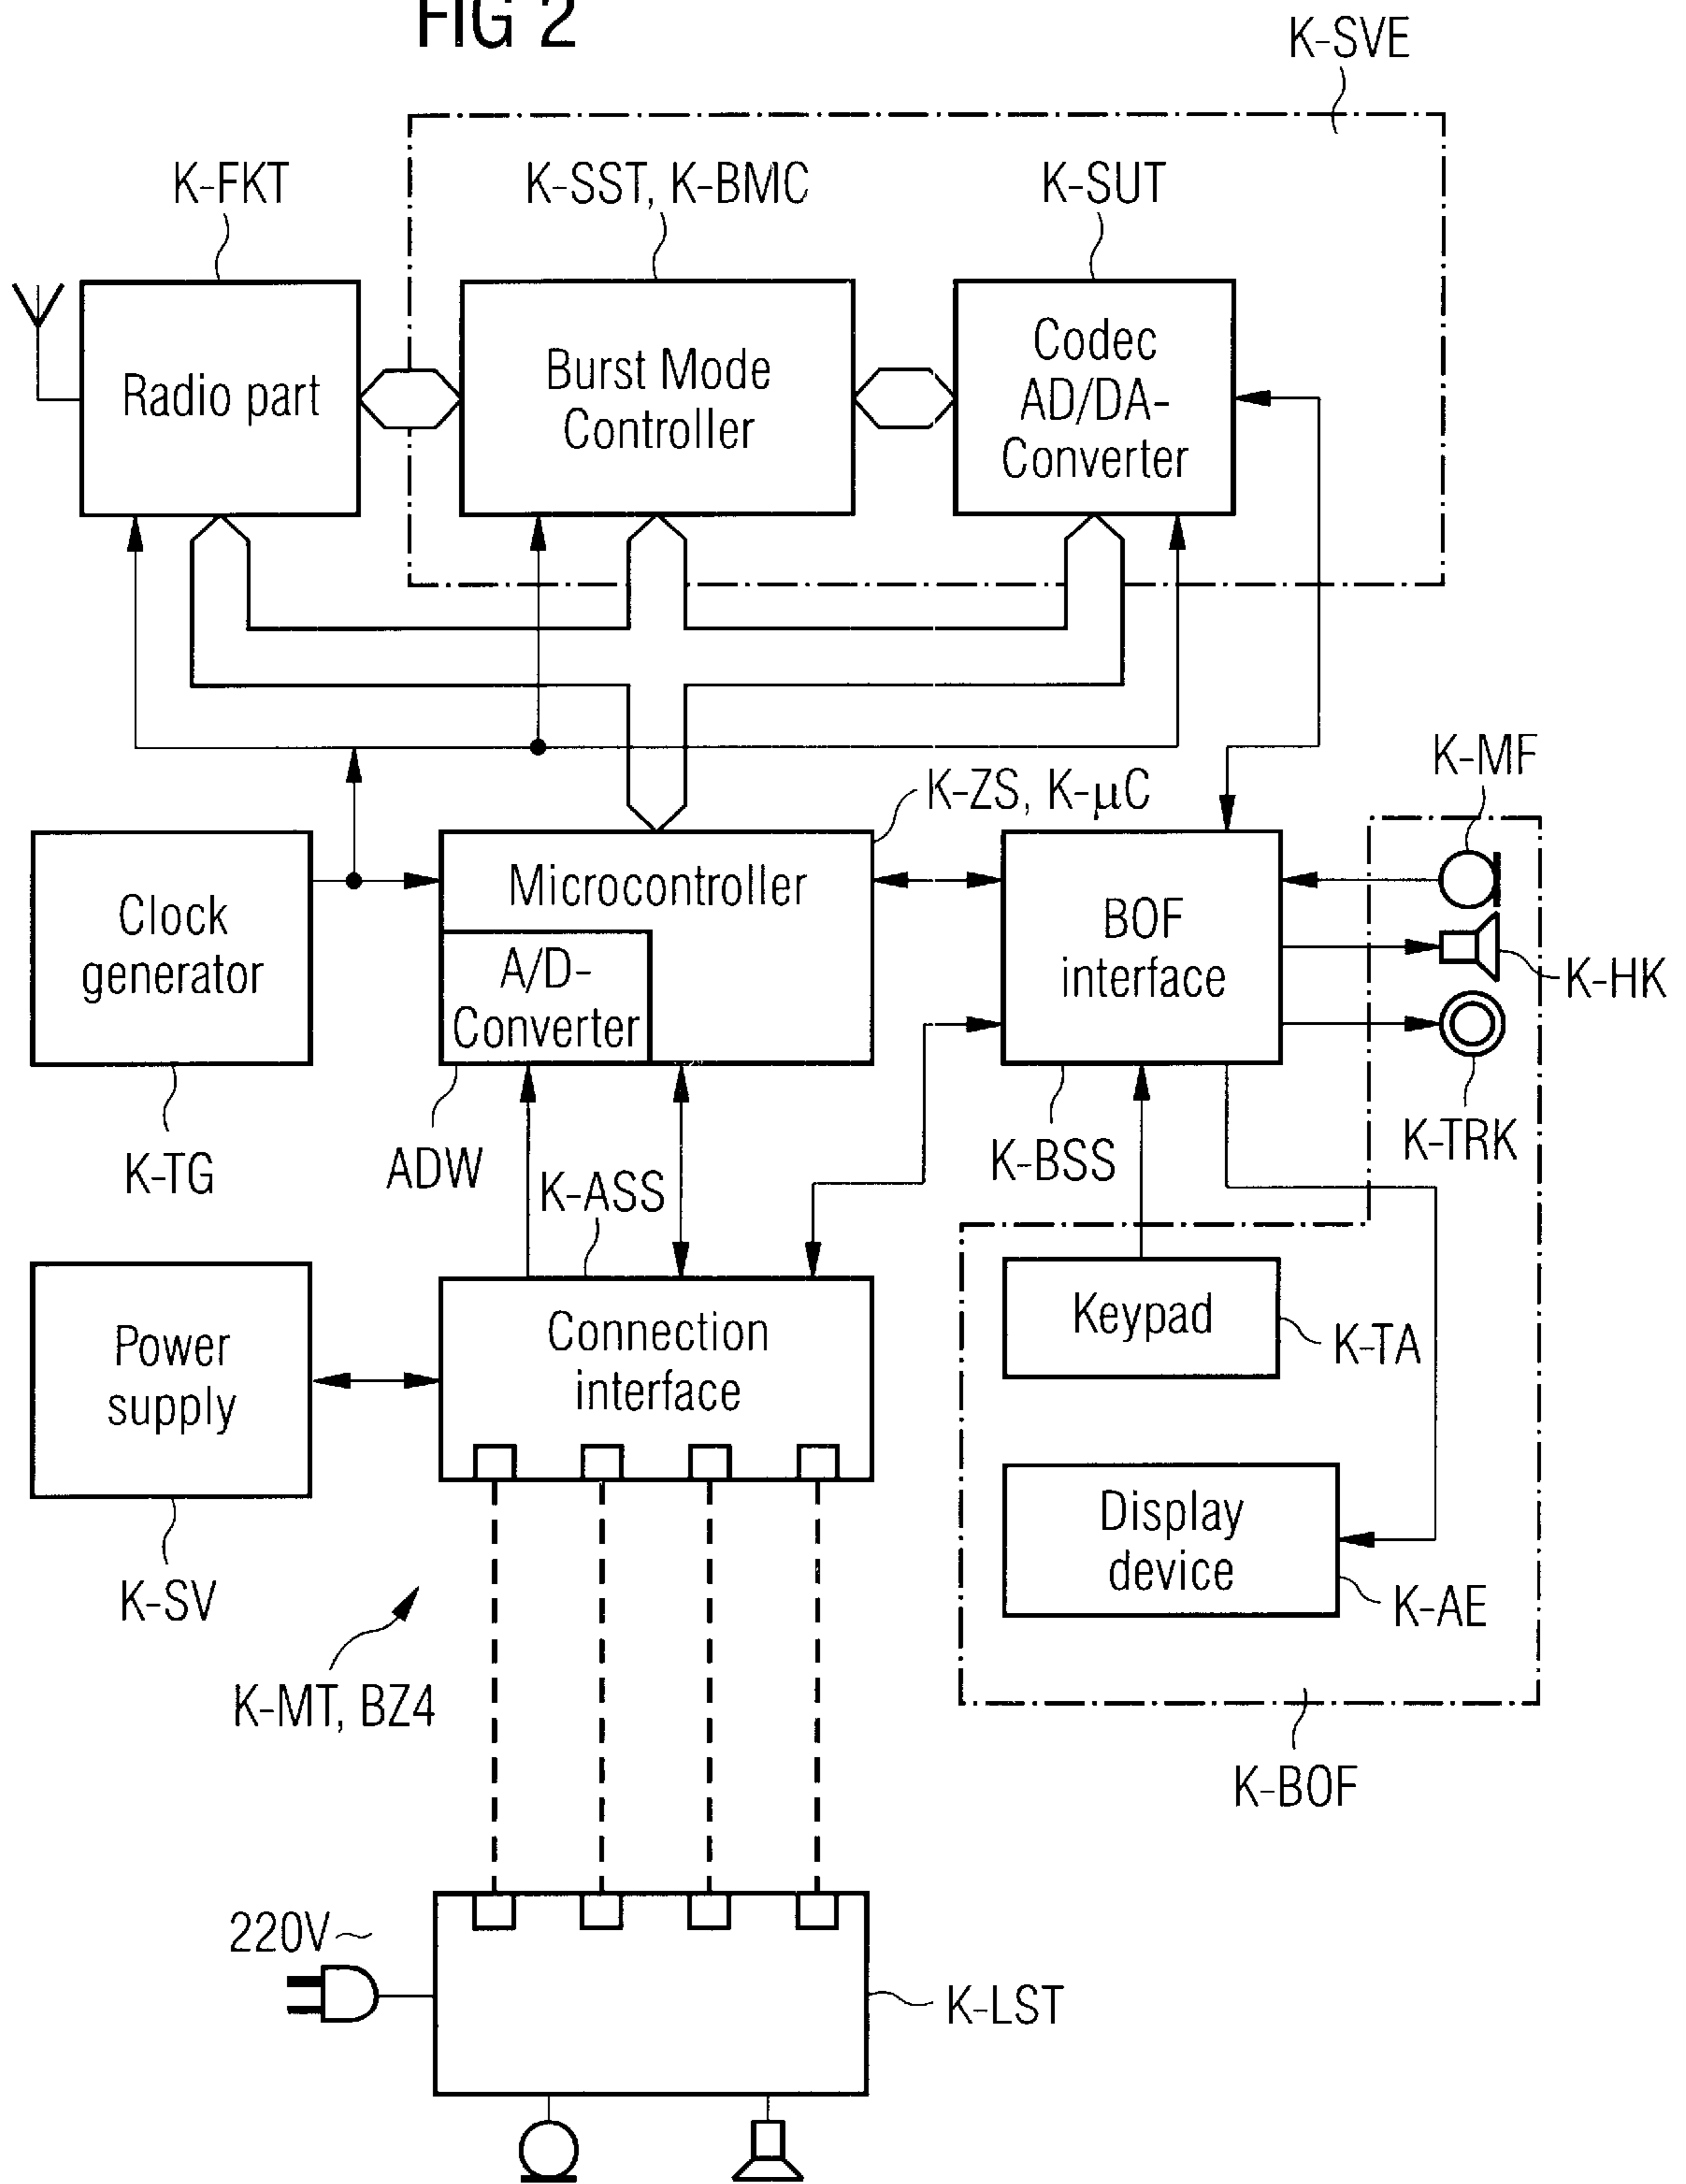 FIG 2
K-SVE
K-FKT
K-SST, K-BMC
K-SUT
Radio part
Burst Mode
Controller
Codec
AD/DA-
Converter
K-ZS, K-μC
K-MF
Clock
generator
Microcontroller
A/D-
Converter
BOF
interface
K-HK
K-TRK
K-TG
ADW
K-ASS
K-BSS
Power
supply
Connection
interface
Keypad
K-TA
Display
device
K-AE
K-SV
K-MT, BZ4
K-BOF
220V~
K-LST